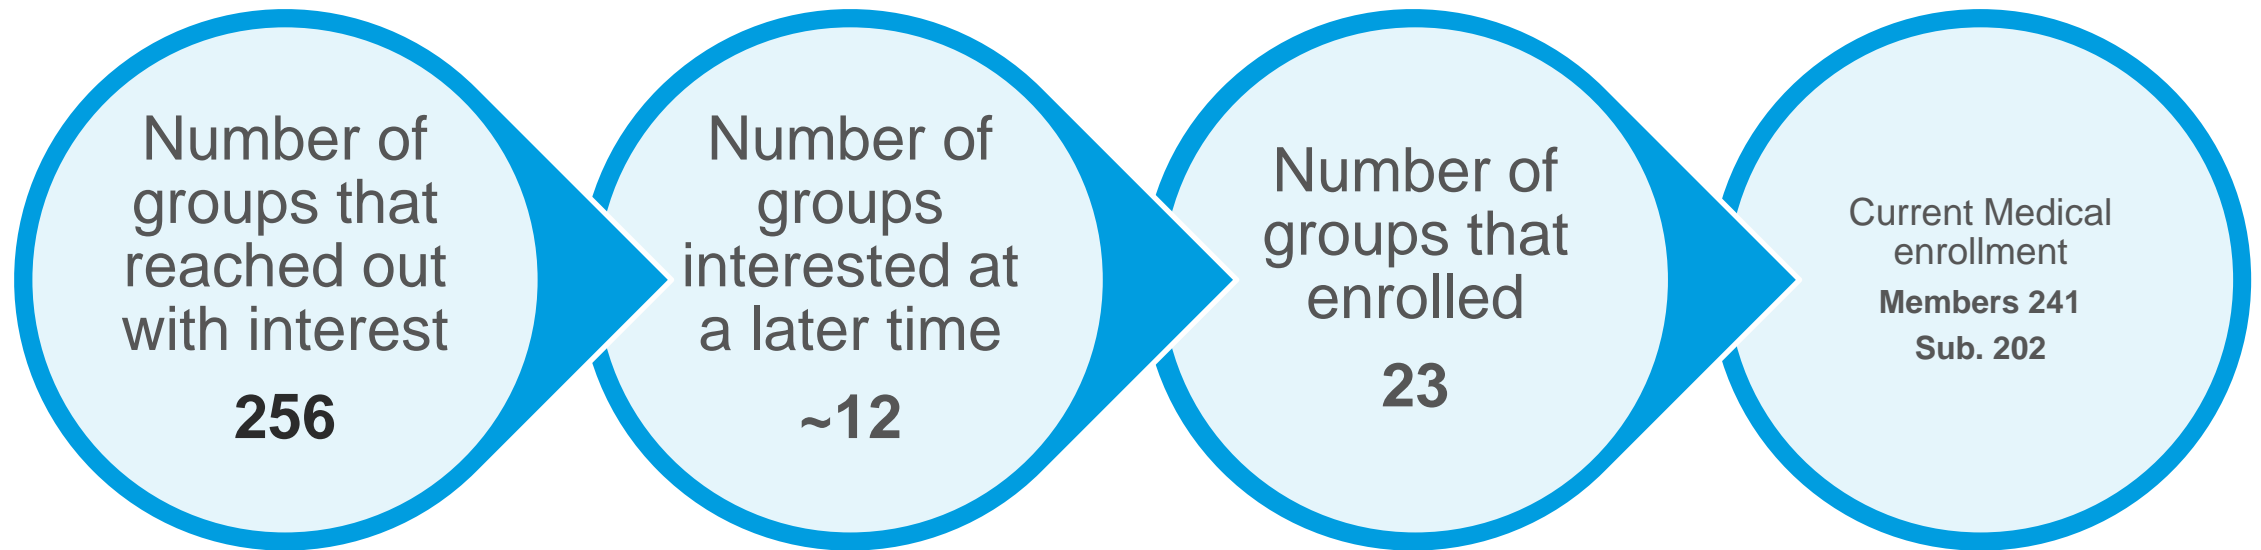 Number of
groups that
reached out
with interest
256
Number of
groups
interested at
a later time
~12
Number of
groups that
enrolled
23
Current Medical
enrollment
Members 241
Sub. 202